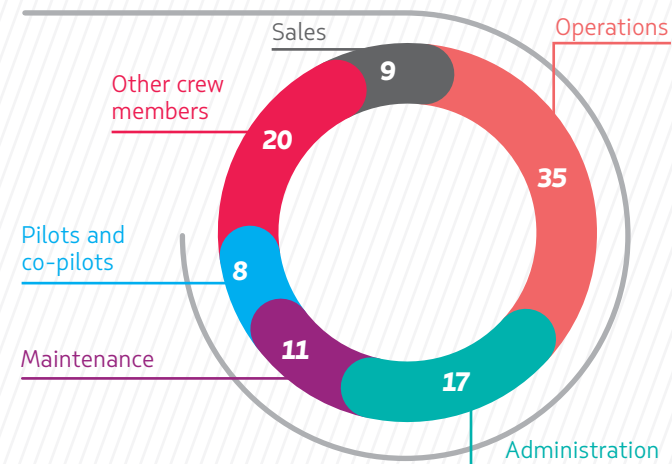 Sales
9
Operations
35
Other crew
members
20
Pilots and
co-pilots
8
Maintenance
11
17
Administration